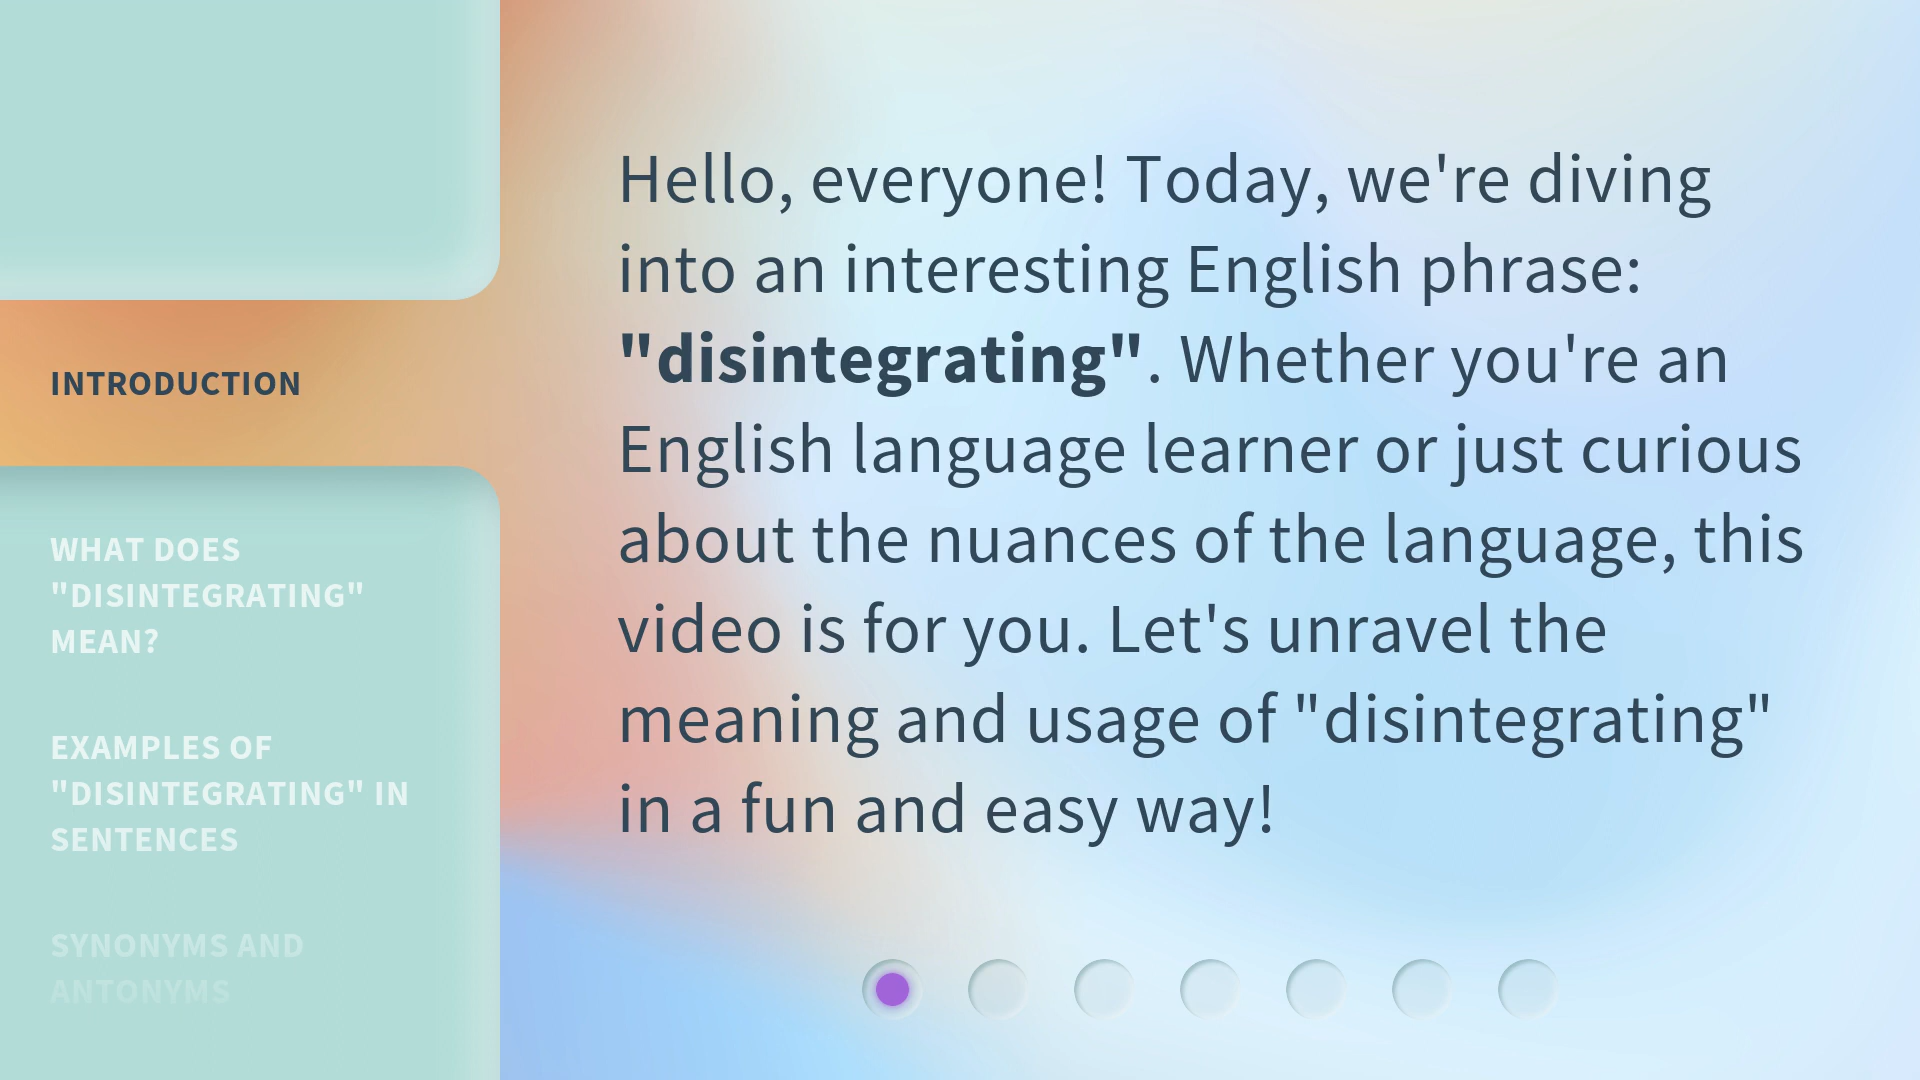 INTRODUCTION
WHAT DOES
"DISINTEGRATING"
MEAN?
EXAMPLES OF
"DISINTEGRATING" IN
SENTENCES
SYNONYMS AND
ANTONYMS
Hello, everyone! Today, we're diving
into an interesting English phrase:
"disintegrating". Whether you're an
English language learner or just curious
about the nuances of the language, this
video is for you. Let's unravel the
meaning and usage of "disintegrating"
in a fun and easy way!